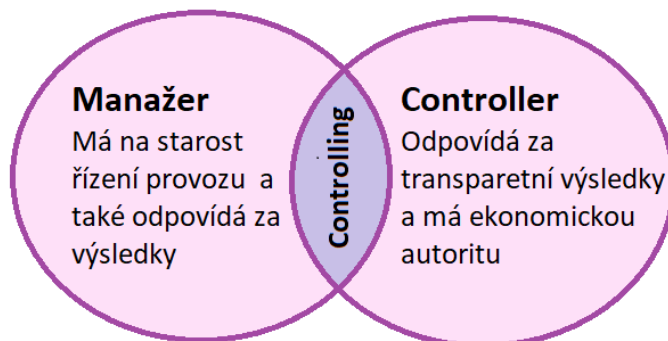 Manažer
Má na starost
řízení provozu a
také odpovídá za
výsledky
Controlling
Controller
Odpovídá za
transparetní výsledky
a má ekonomickou
autoritu